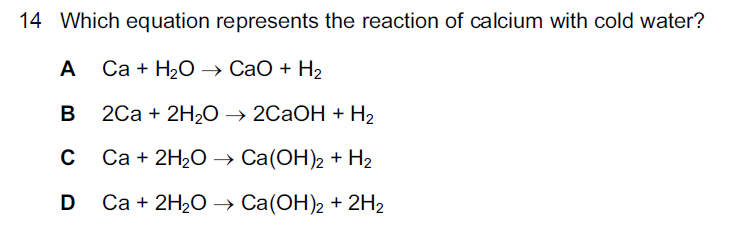 14 Which equation represents the reaction of calcium with cold water?
A Ca + H₂O → CaO + H₂
B 2Ca + 2H₂O → 2CaOH + H₂
C Ca + 2H₂O → Ca(OH)₂ + H₂
D Ca + 2H₂O → Ca(OH)₂ + 2H₂